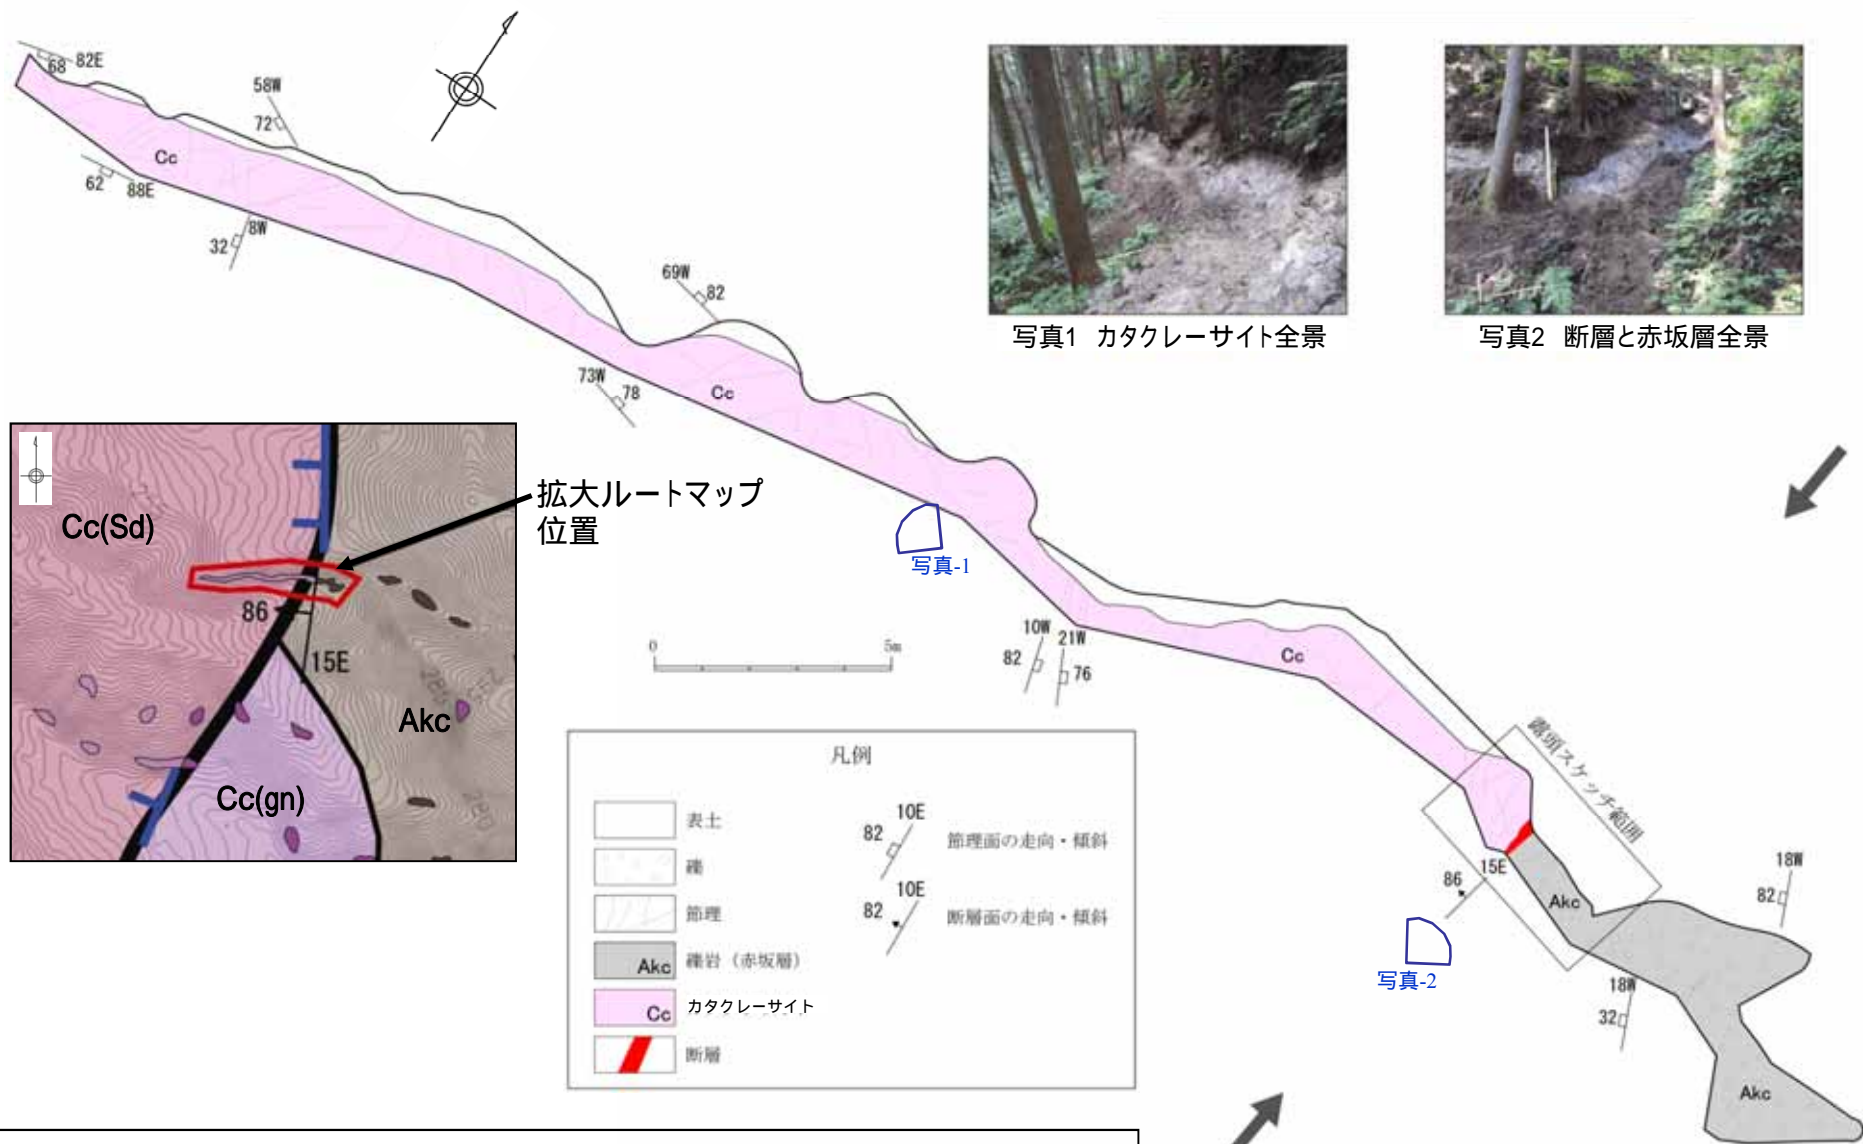 68 82E
58W
72
Cc
62 88E
32 8W
69W
82
73W
78
Cc
写真1 カタクレーサイト全景
写真2 断層と赤坂層全景
Cc(Sd)
86
15E
Akc
Cc(gn)
拡大ルートマップ
位置
写真-1
0 5m
10W
82
21W
76
Cc
露頭スケッチ範囲
15E
86
Akc
写真-2
18W
82
18W
32
Akc
凡例
表土
礫
節理
Akc 礫岩(赤坂層)
Cc カタクレーサイト
断層
10E
82
節理面の走向・傾斜
10E
82
断層面の走向・傾斜